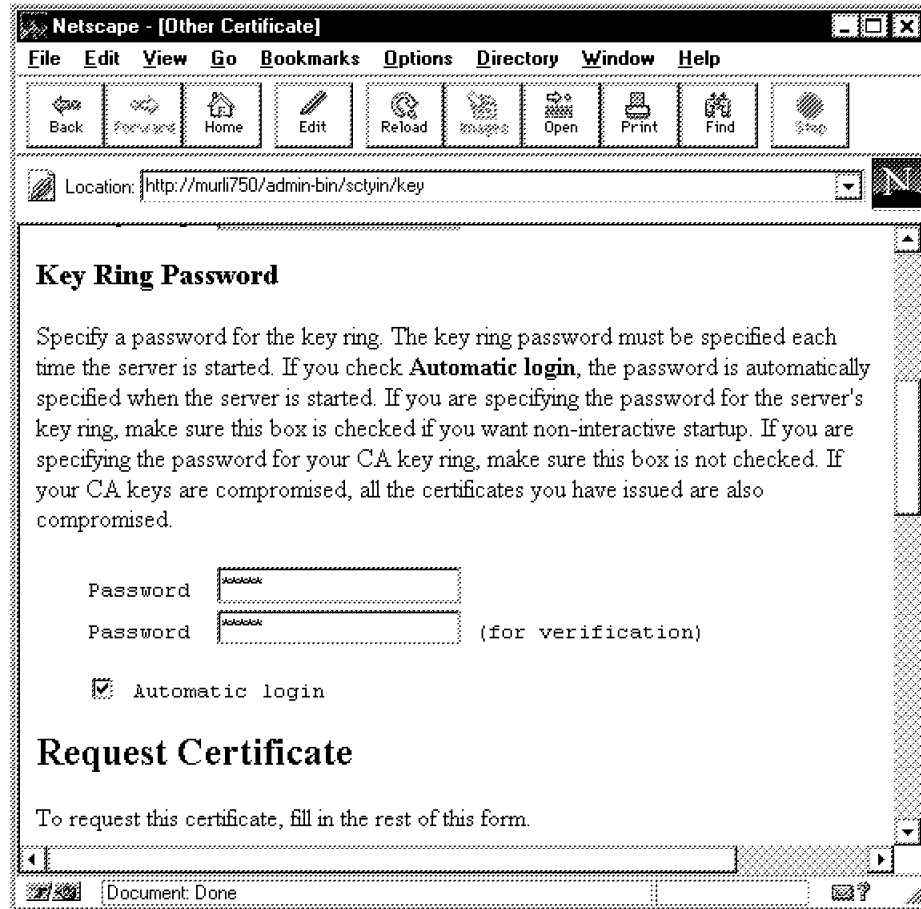 Netscape - [Other Certificate]
File Edit View Go Bookmarks Options Directory Window Help
Back Forward Home Edit Reload Images Open Print Find Stop
Location: http://murli750/admin-bin/sctyin/key
N
Key Ring Password
Specify a password for the key ring. The key ring password must be specified each
time the server is started. If you check Automatic login, the password is automatically
specified when the server is started. If you are specifying the password for the server's
key ring, make sure this box is checked if you want non-interactive startup. If you are
specifying the password for your CA key ring, make sure this box is not checked. If
your CA keys are compromised, all the certificates you have issued are also
compromised.
Password ******
Password ****** (for verification)
Automatic login
Request Certificate
To request this certificate, fill in the rest of this form.
Document: Done
?